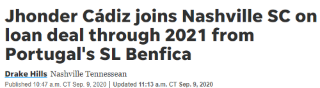 Jhonder Cádiz joins Nashville SC on
loan deal through 2021 from
Portugal's SL Benfica
Drake Hills Nashville Tennessean
Published 10:47 a.m. CT Sep. 9, 2020 | Updated 11:13 a.m. CT Sep. 9, 2020